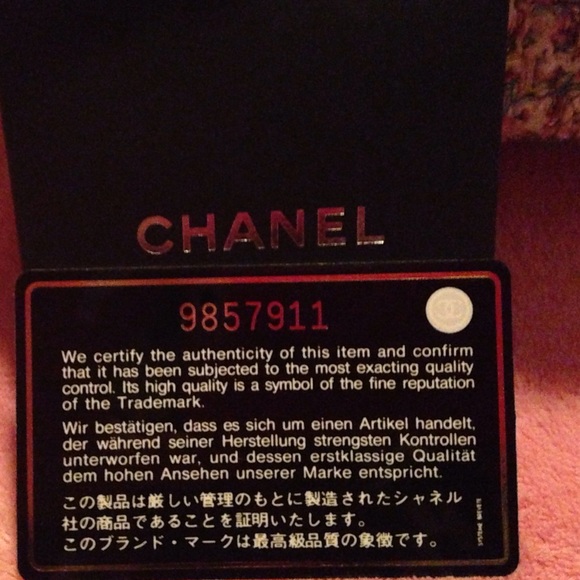 CHANEL
9857911
We certify the authenticity of this item and confirm
that it has been subjected to the most exacting quality
control. Its high quality is a symbol of the fine reputation
of the Trademark.
Wir bestätigen, dass es sich um einen Artikel handelt,
der während seiner Herstellung strengsten Kontrollen
unterworfen war, und dessen erstklassige Qualität
dem hohen Ansehen unserer Marke entspricht.
この製品は厳しい管理のもとに製造されたシャネル
社の商品であることを証明いたします。
このブランド・マークは最高級品質の象徴です。